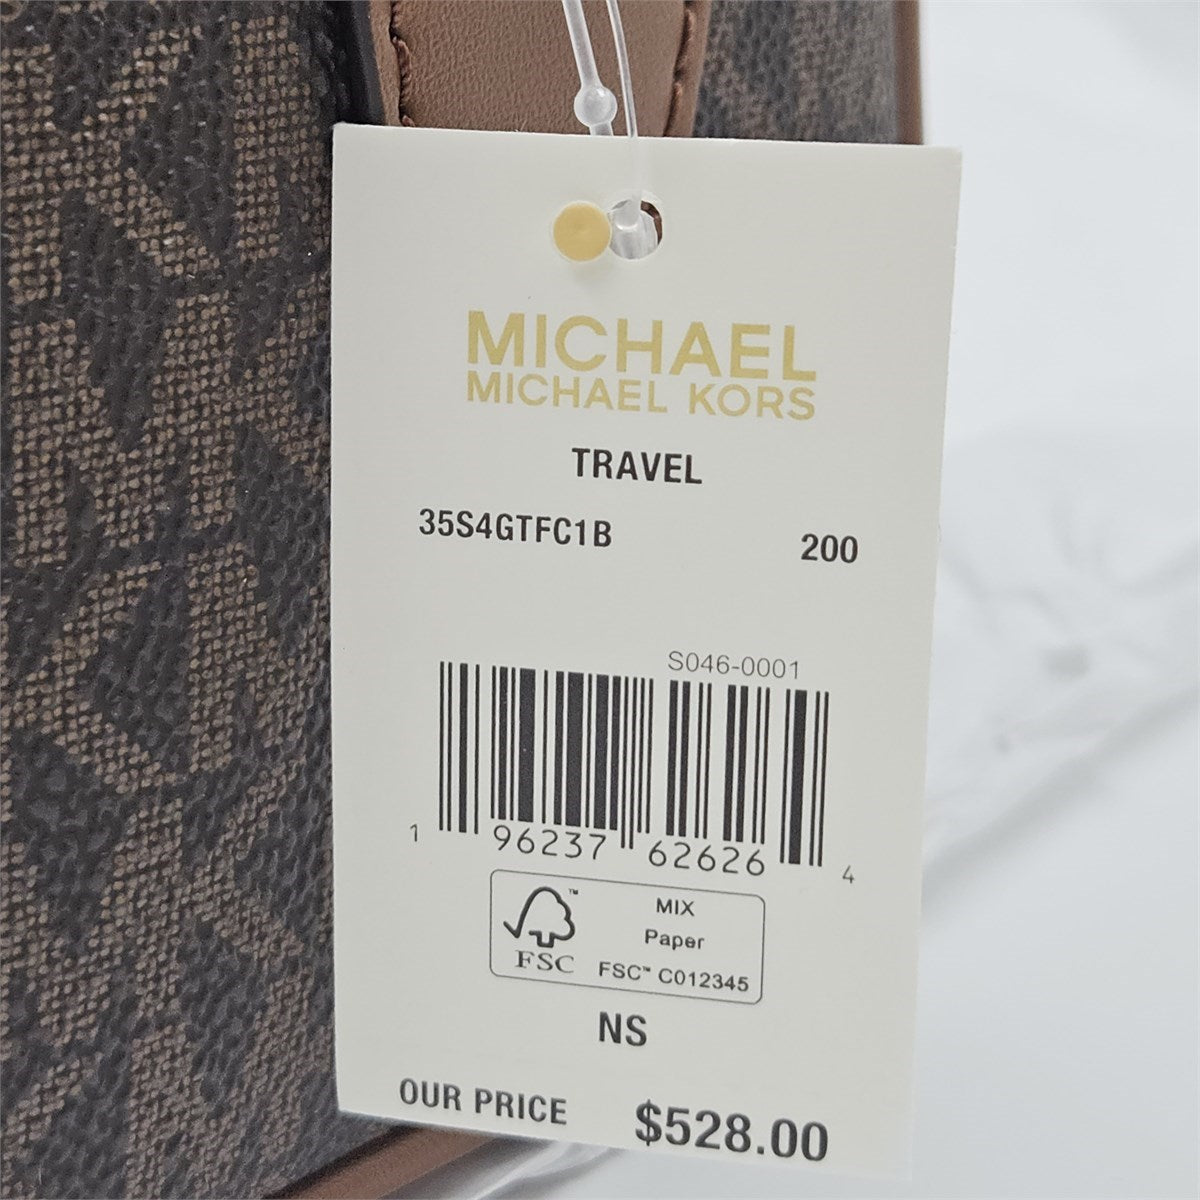 MICHAEL
MICHAEL KORS
TRAVEL
35S4GTFC1B 200
S046-0001
1 96237 62626 4
™
FSC
MIX
Paper
FSC™ C012345
NS
OUR PRICE $528.00